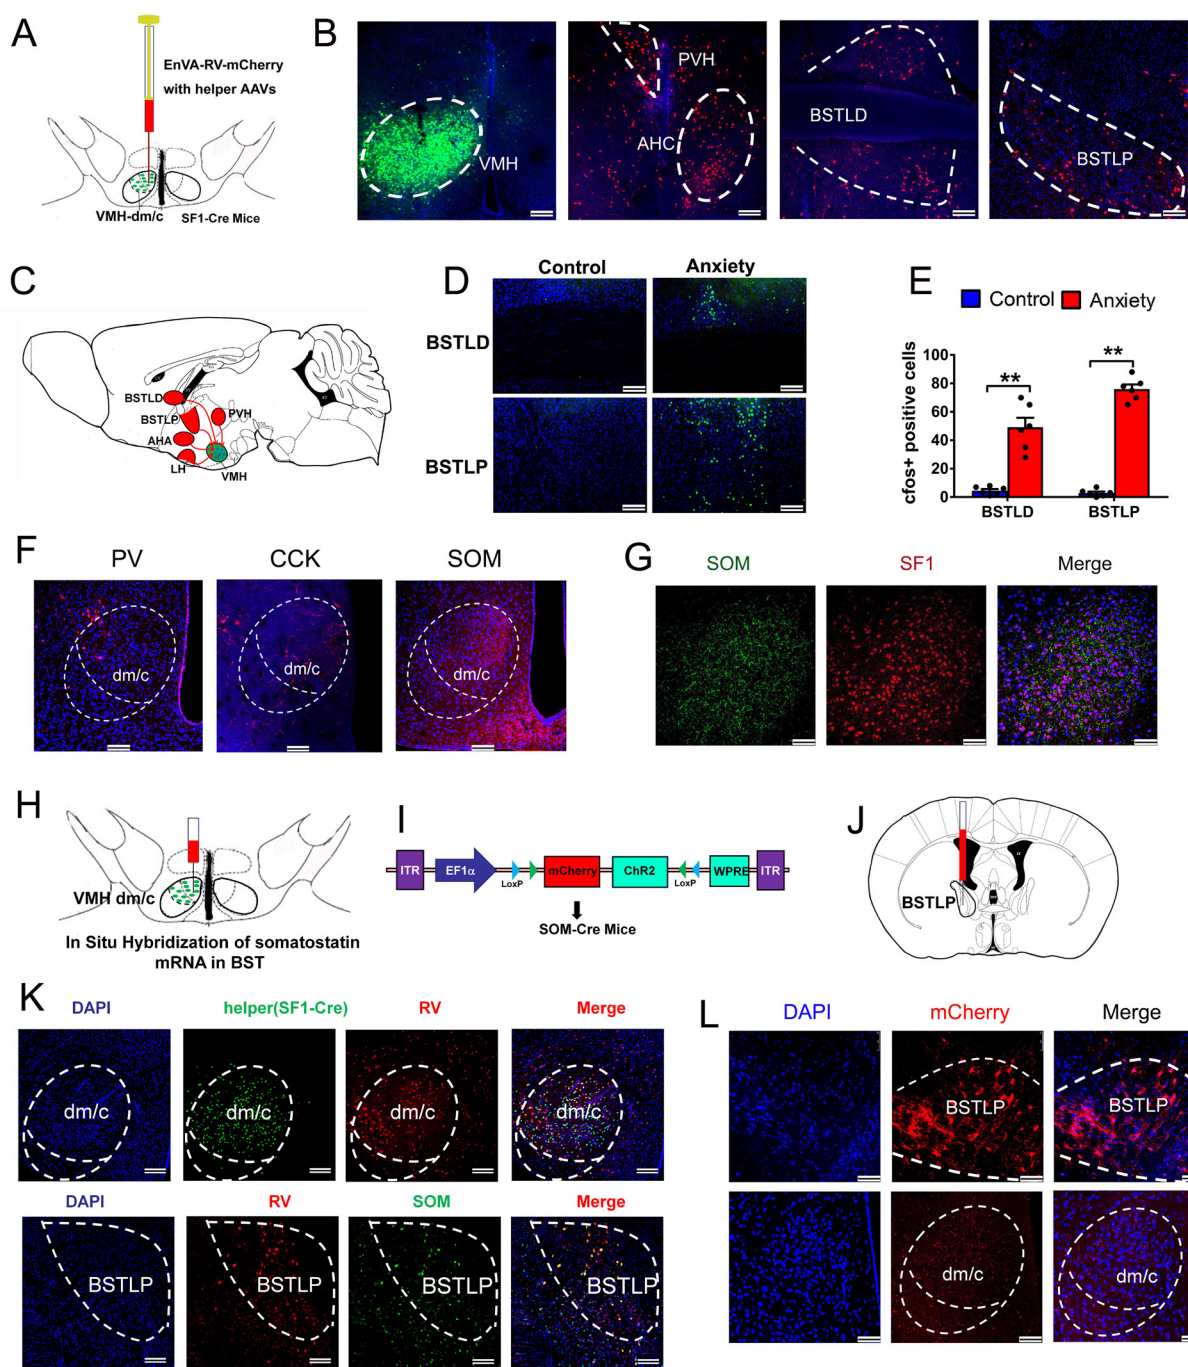 A
EnVA-RV-mCherry
with helper AAVs
VMH-dm/c
SF1-Cre Mice
B
VMH
PVH
AHC
BSTLD
BSTLP
C
BSTLD
BSTLP
PVH
AHA
LH
VMH
D
Control
Anxiety
BSTLD
BSTLP
E
Control
Anxiety
cfos+ positive cells
100
80
60
40
20
0
**
**
BSTLD
BSTLP
F
PV
CCK
SOM
dm/c
dm/c
dm/c
G
SOM
SF1
Merge
H
VMH dm/c
In Situ Hybridization of somatostatin
mRNA in BST
I
ITR
EF1α
LoxP
mCherry
ChR2
LoxP
WPRE
ITR
SOM-Cre Mice
J
BSTLP
K
DAPI
helper(SF1-Cre)
RV
Merge
dm/c
dm/c
dm/c
dm/c
DAPI
RV
SOM
Merge
BSTLP
BSTLP
BSTLP
BSTLP
L
DAPI
mCherry
Merge
BSTLP
BSTLP
dm/c
dm/c